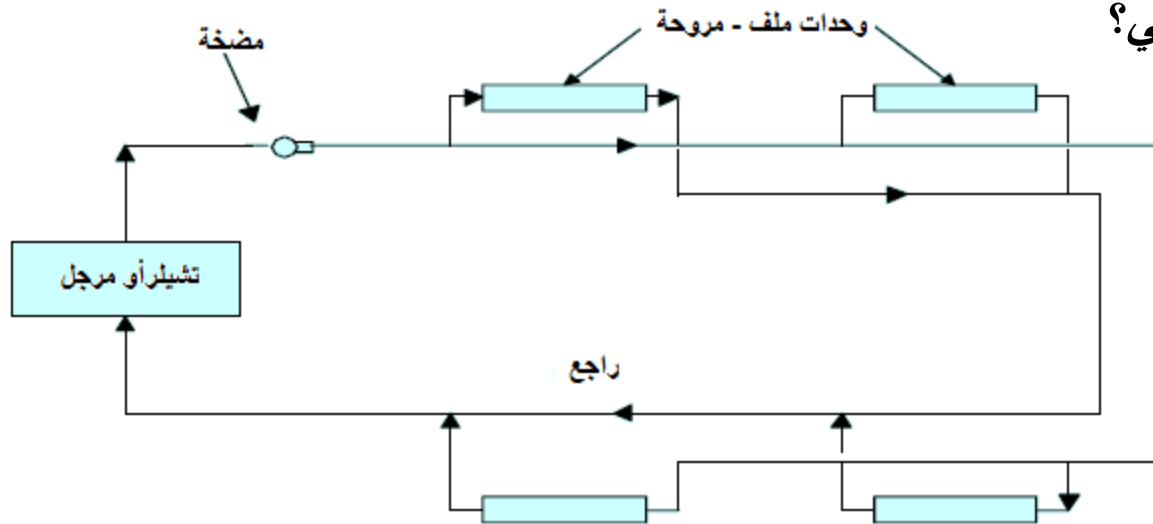 ي؟
وحدات ملف - مروحة
مضخة
تشيلرأو مرجل
راجع